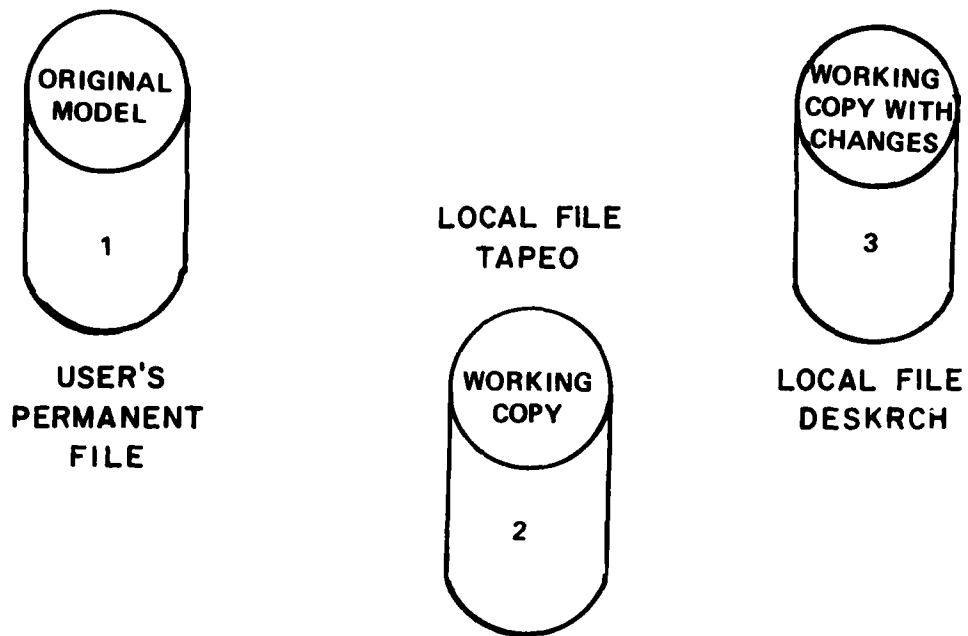 ORIGINAL
MODEL
1
USER'S
PERMANENT
FILE
LOCAL FILE
TAPEO
WORKING
COPY
2
WORKING
COPY WITH
CHANGES
3
LOCAL FILE
DESKRCH